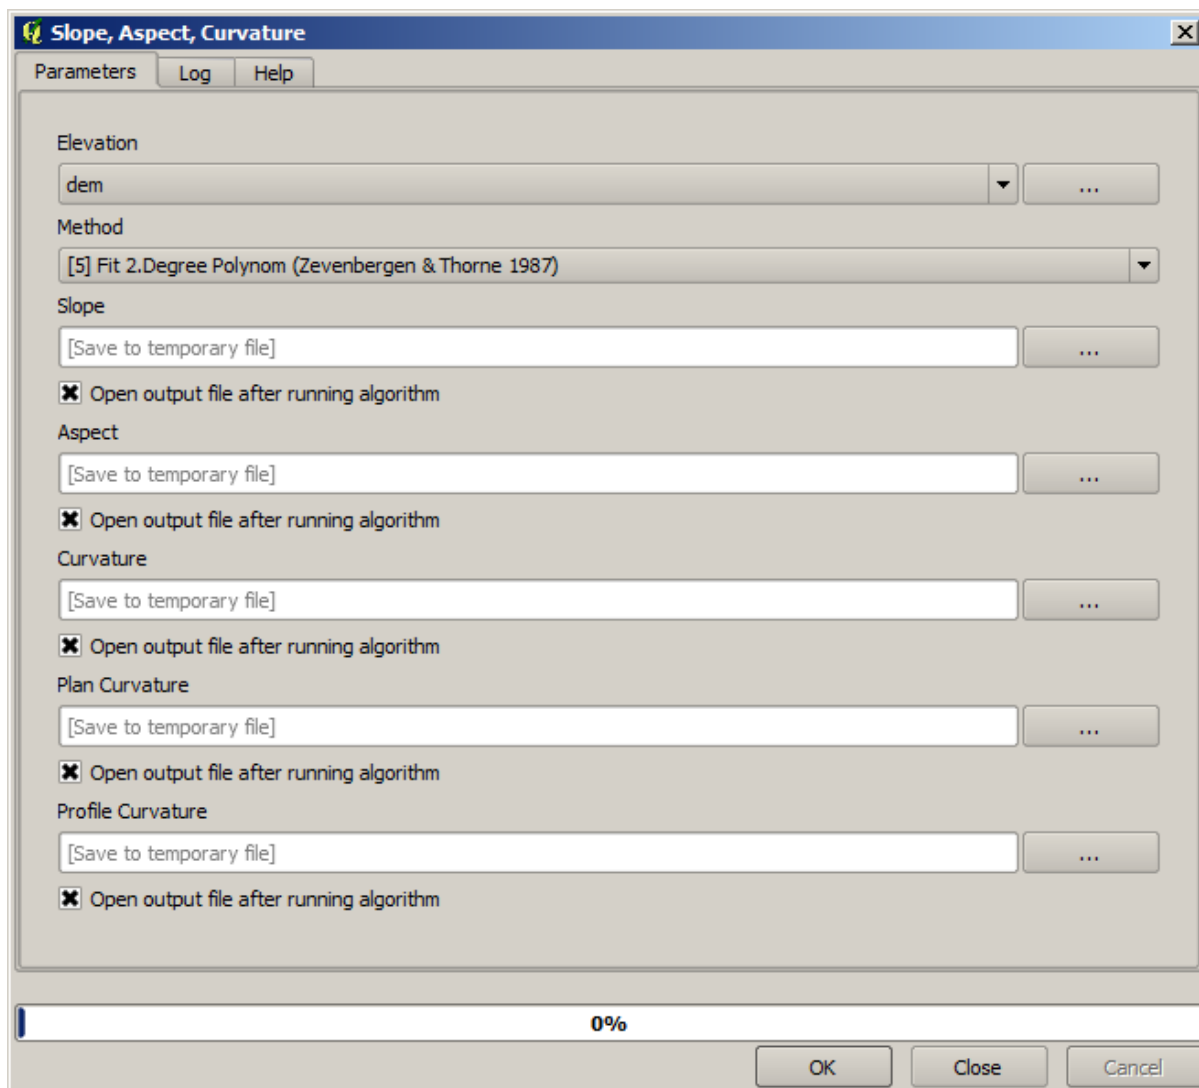 Slope, Aspect, Curvature
Parameters Log Help
Elevation
dem ...
Method
[5] Fit 2.Degree Polynom (Zevenbergen & Thorne 1987)
Slope
[Save to temporary file] ...
Open output file after running algorithm
Aspect
[Save to temporary file] ...
Open output file after running algorithm
Curvature
[Save to temporary file] ...
Open output file after running algorithm
Plan Curvature
[Save to temporary file] ...
Open output file after running algorithm
Profile Curvature
[Save to temporary file] ...
Open output file after running algorithm
0%
OK Close Cancel